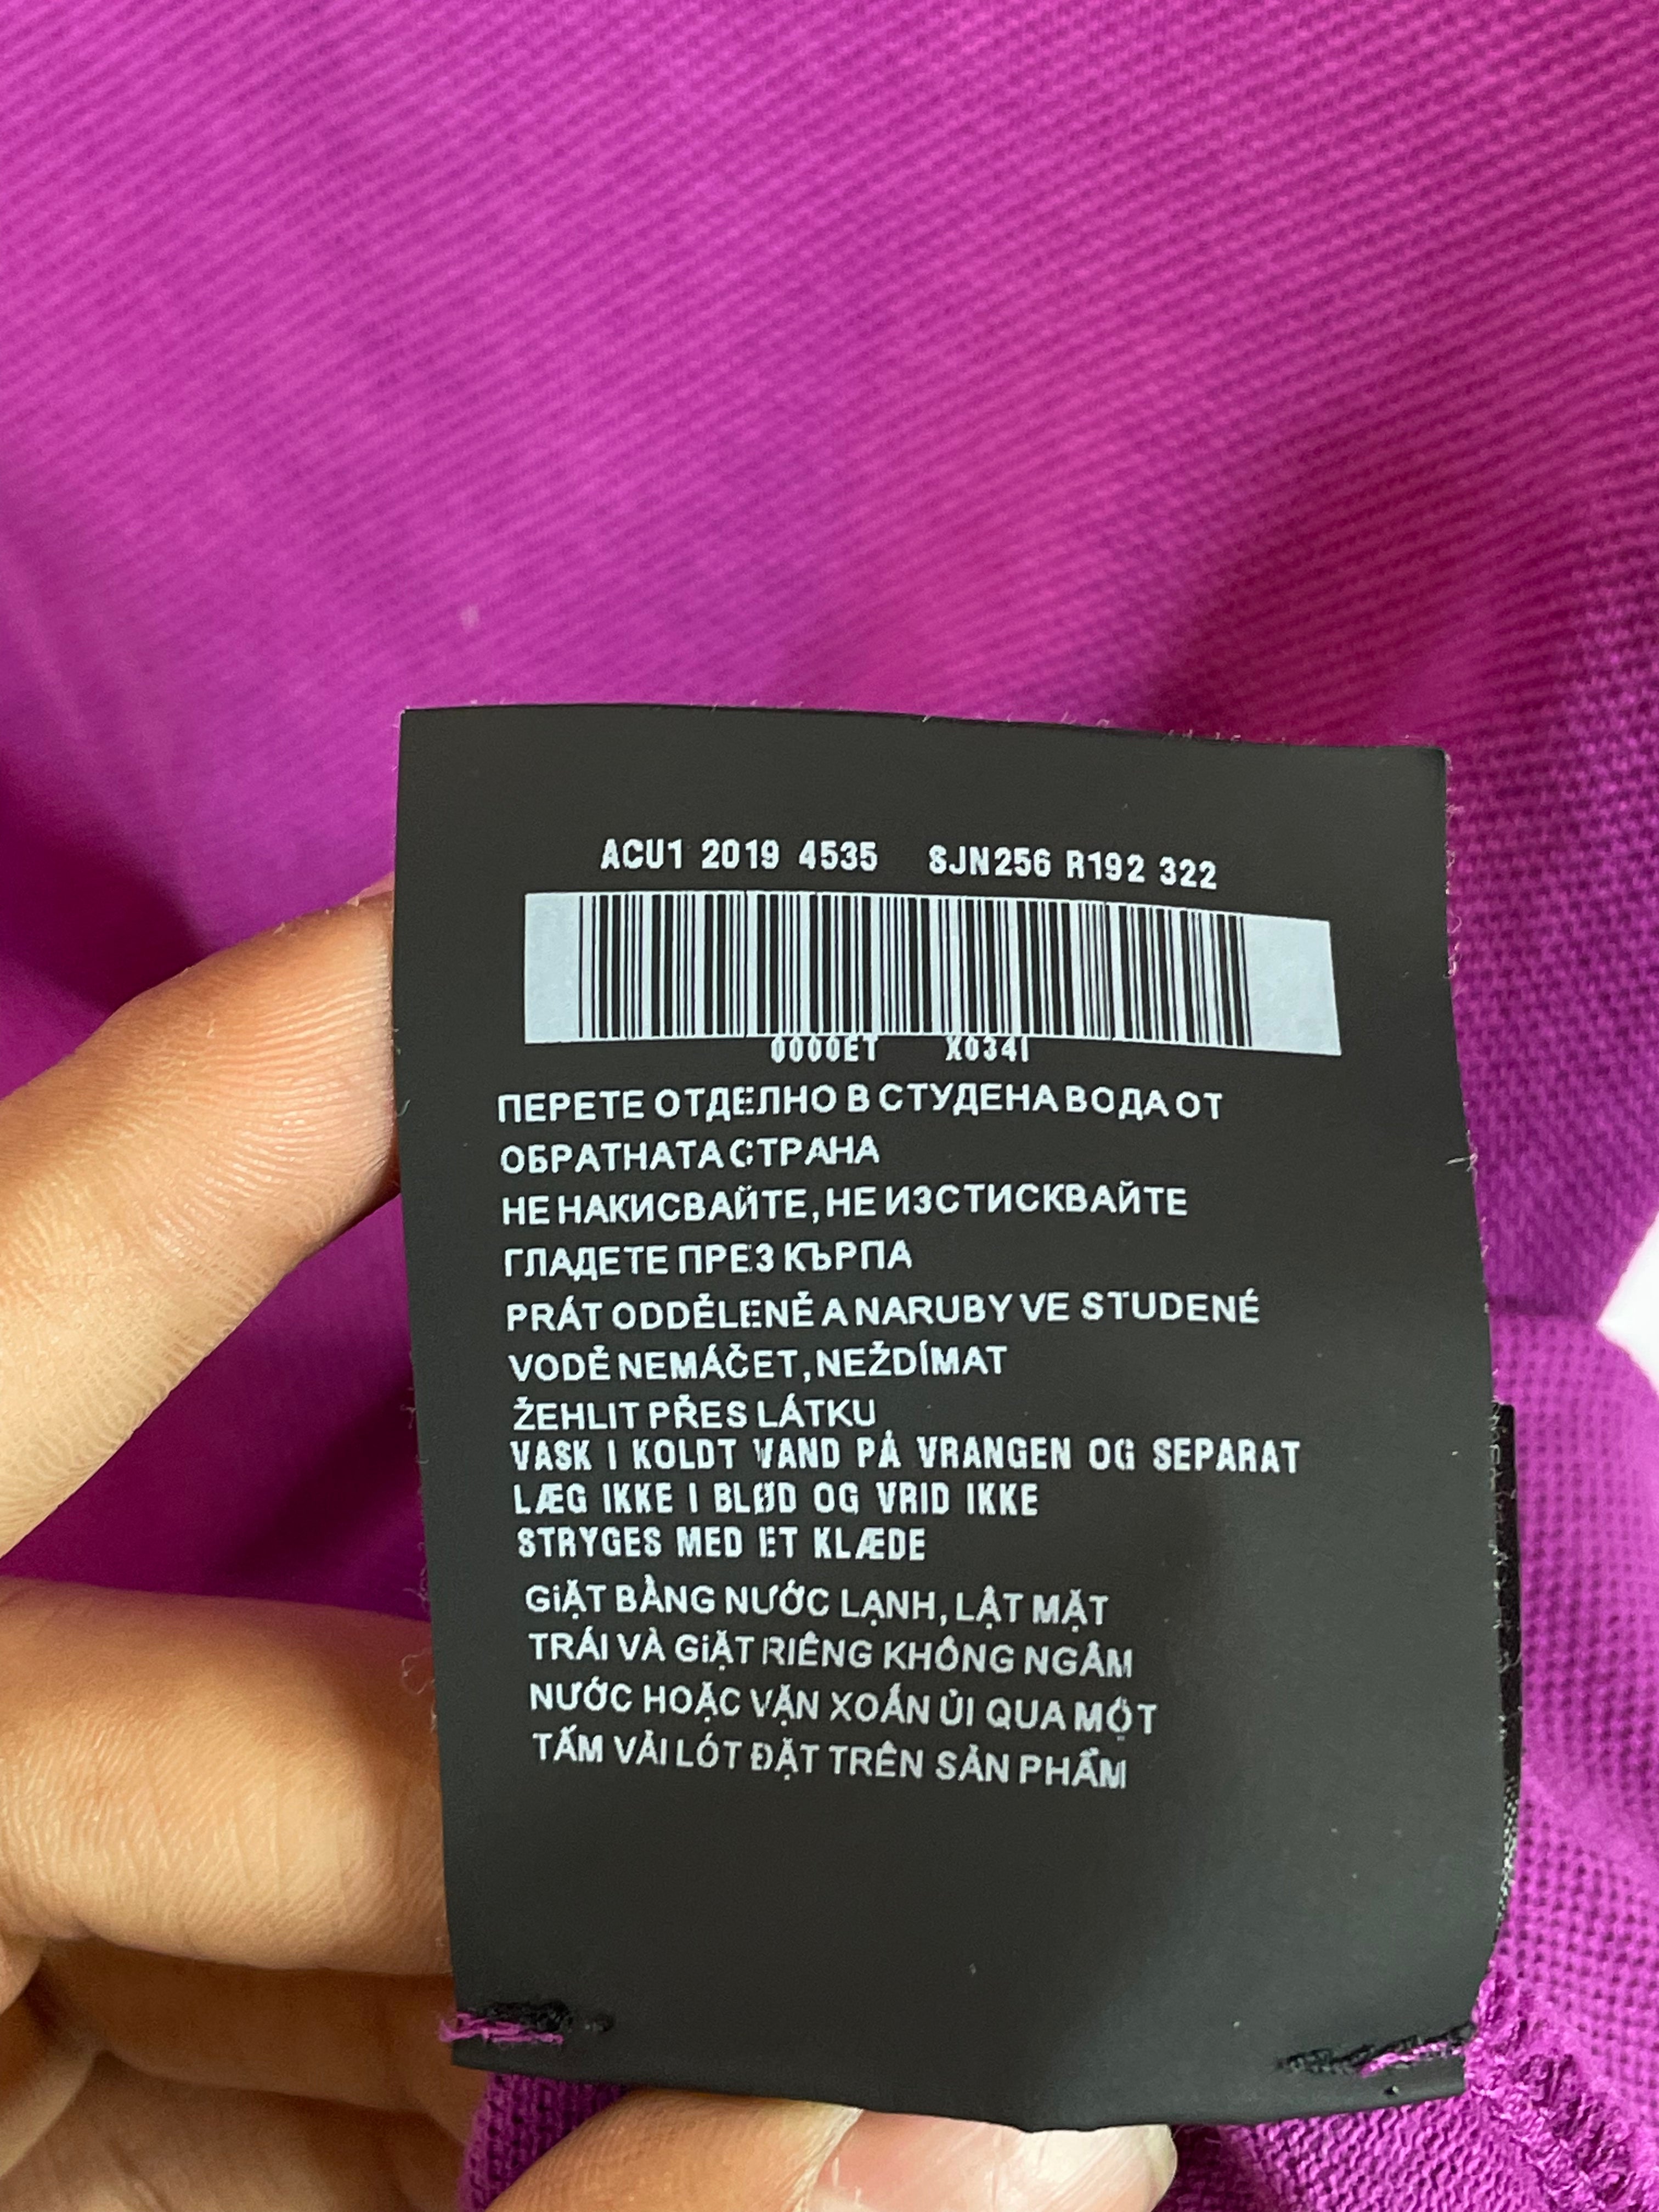 ACU1 2019 4535 SJN256 R192 322
0000ET X034I
ПЕРЕТЕ ОТДЕЛНО В СТУДЕНА ВОДА ОТ
ОБРАТНАТА СТРАНА
НЕ НАКИСВАЙТЕ, НЕ ИЗСТИСКВАЙТЕ
ГЛАДЕТЕ ПРЕЗ КЪРПА
PRÁT ODDĚLENĚ A NARUBY VE STUDENÉ
VODĚ NEMÁČET, NEŽDÍMAT
ŽEHLIT PŘES LÁTKU
VASK I KOLDT VAND PÅ VRANGEN OG SEPARAT
LÆG IKKE I BLØD OG VRID IKKE
STRYGES MED ET KLÆDE
GiẶT BẰNG NƯỚC LẠNH, LẬT MẶT
TRÁI VÀ GiẶT RIÊNG KHÔNG NGÂM
NƯỚC HOẶC VẶN XOẮN ỦI QUA MỘT
TẤM VẢI LÓT ĐẶT TRÊN SẢN PHẨM